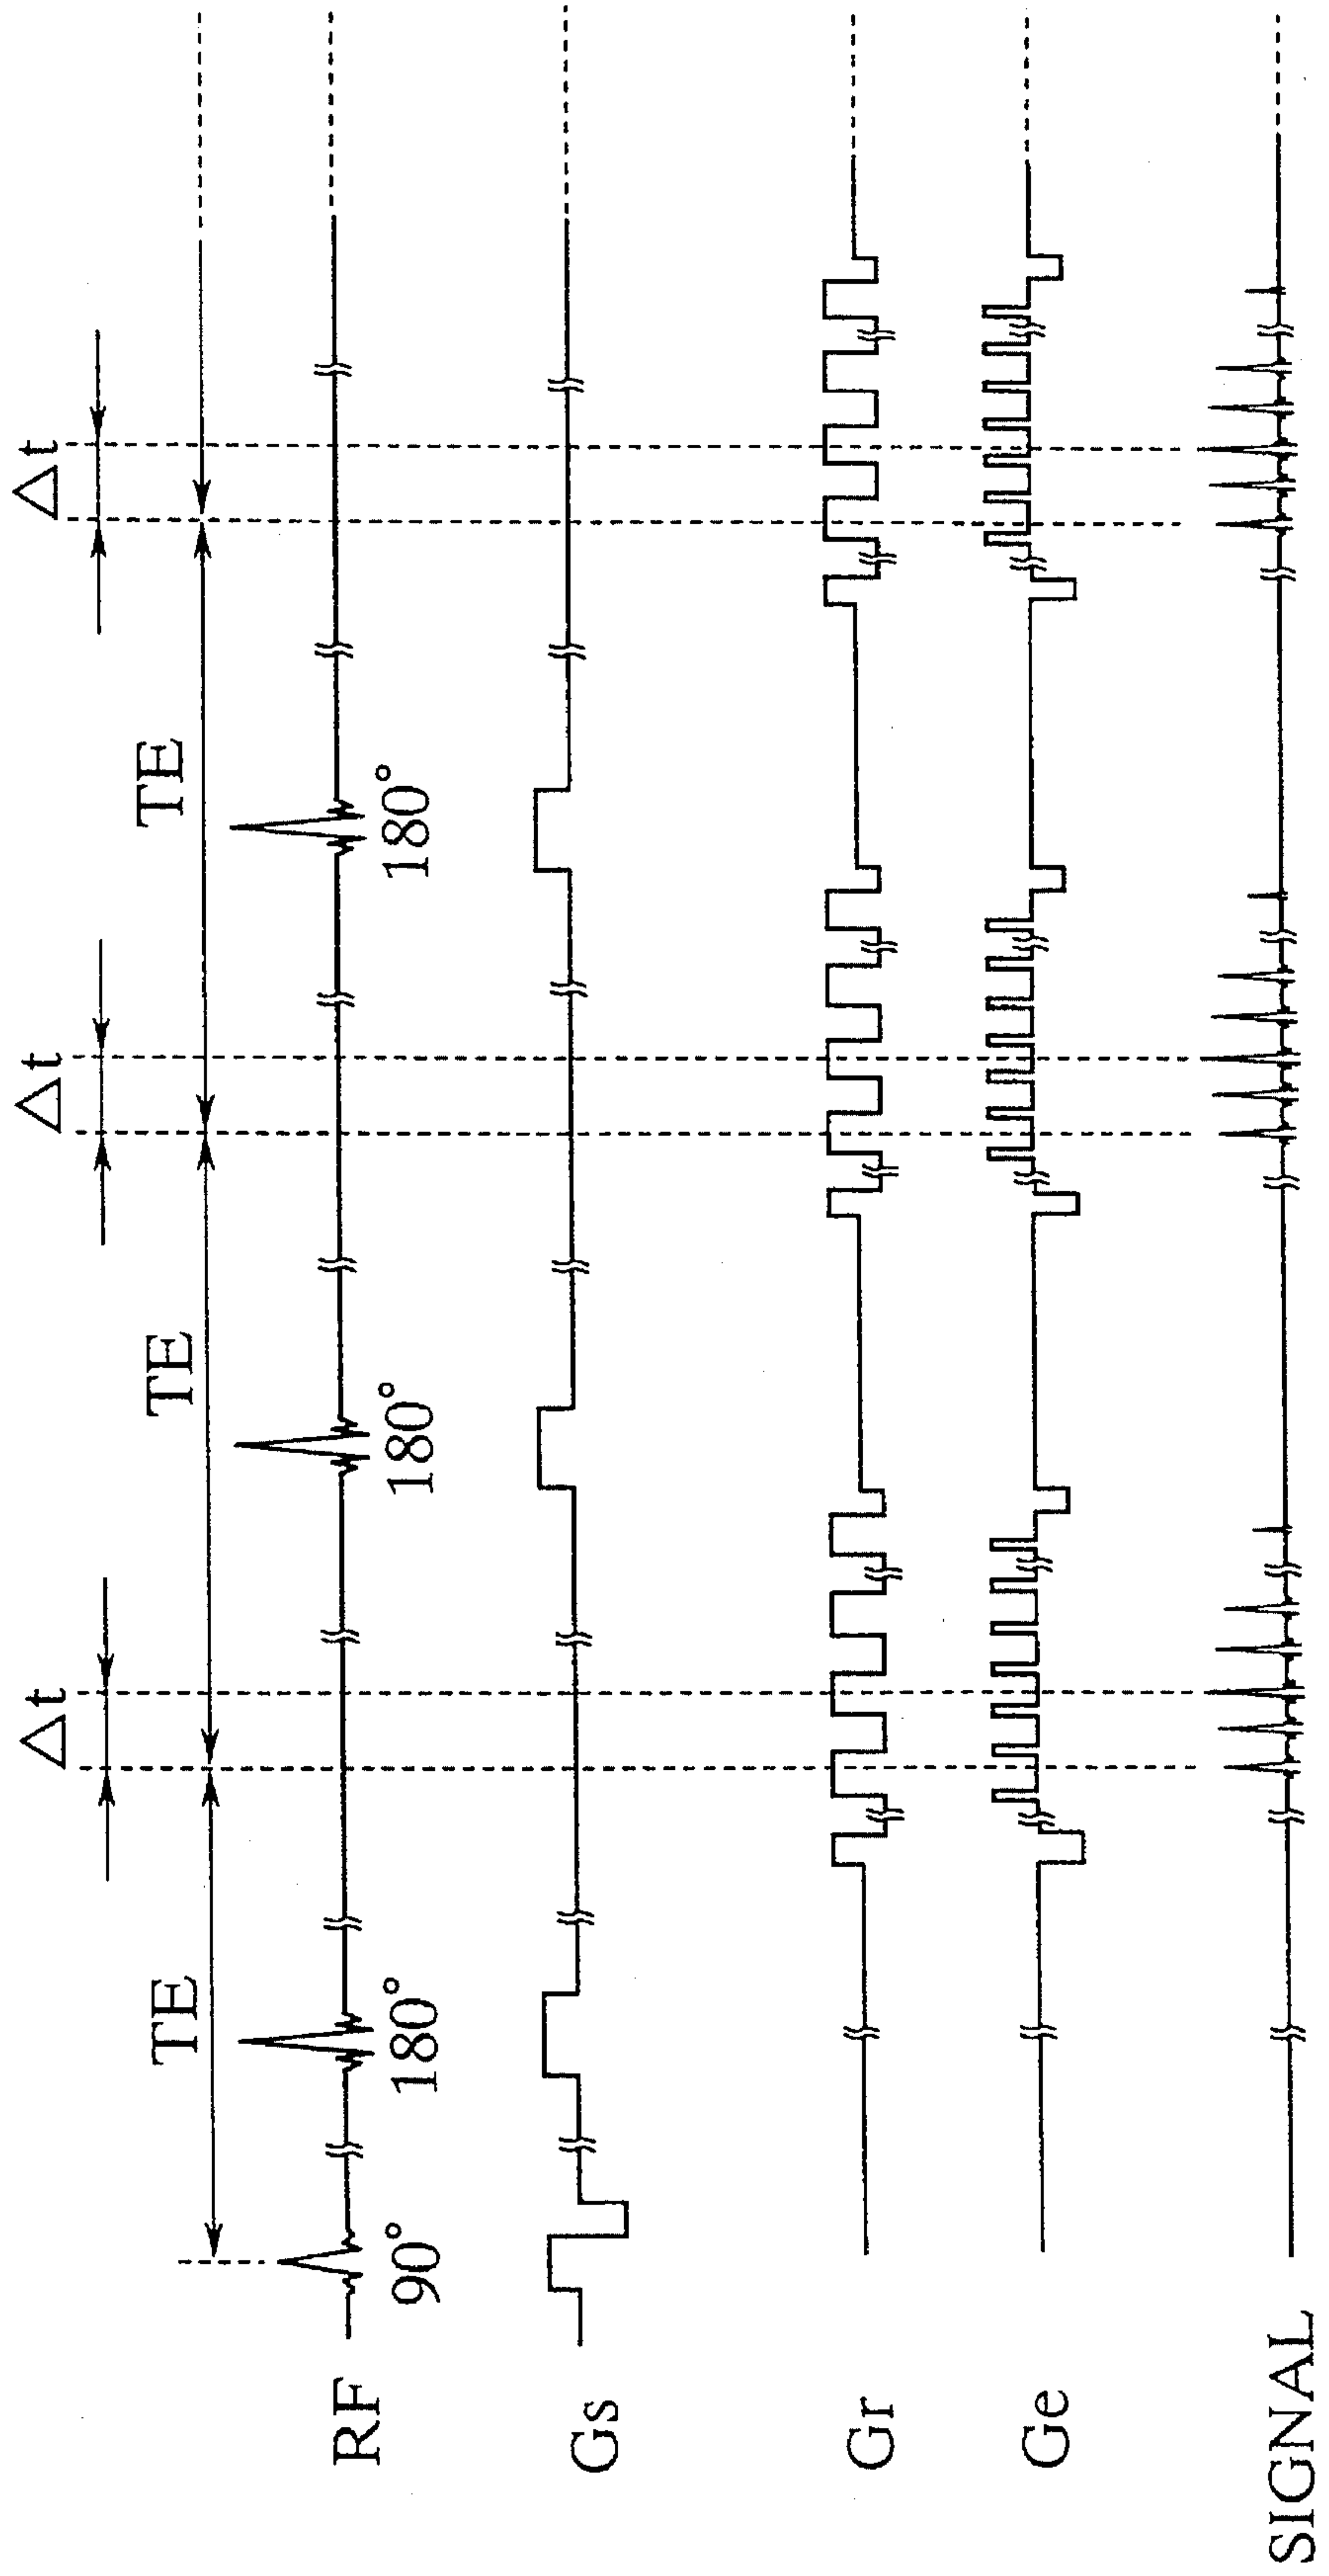 Δt Δt Δt
TE TE TE
RF
90° 180° 180° 180°
Gs
Gr
Ge
SIGNAL